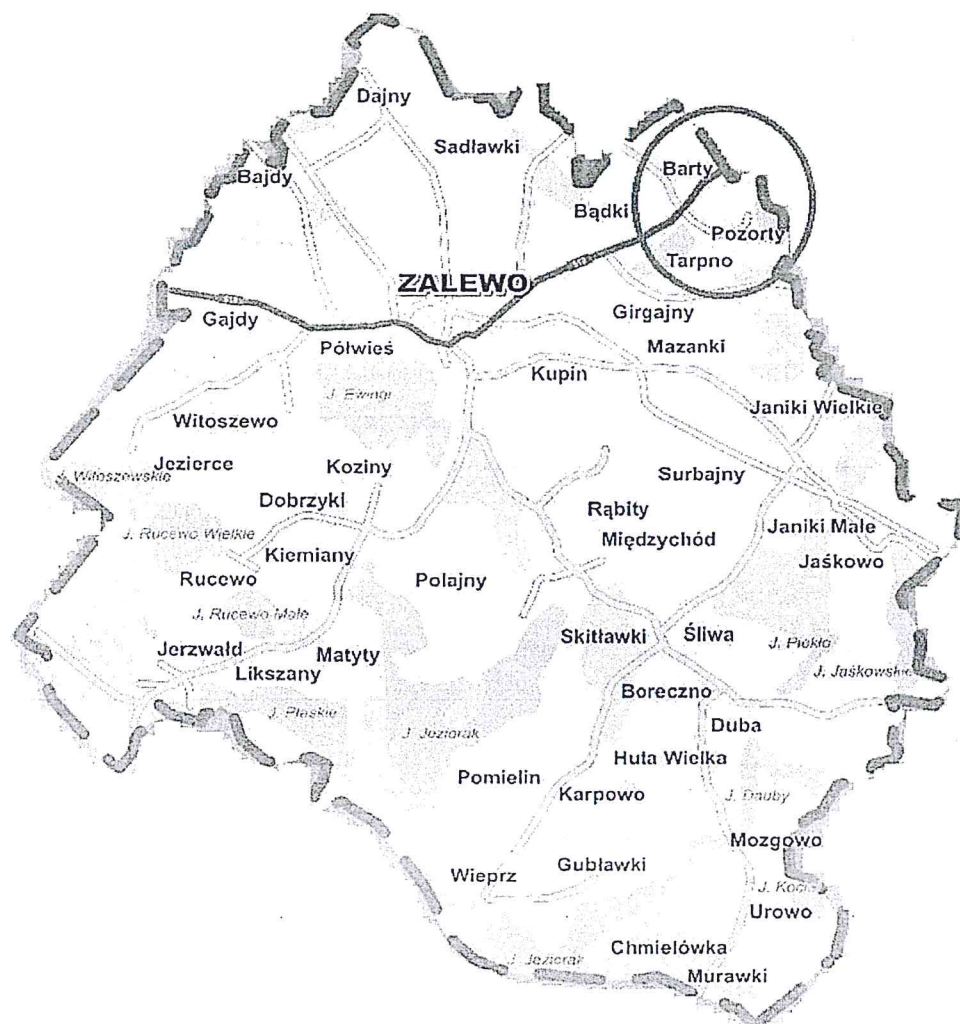 Dajny
Sadławki
Bajdy
Barty
Bądki
Pozorty
Tarpno
ZALEWO
Gajdy
Girgajny
Półwieś
Mazanki
Kupin
J. Ewingi
Janiki Wielkie
Witoszewo
Jezierce
Koziny
J. Witoszewskie
Surbajny
Dobrzyki
Rąbity
J. Rucewo Wielkie
Międzychód
Janiki Małe
Kiemiany
Jaśkowo
Rucewo
Polajny
J. Rucewo Małe
Skitławki
Śliwa
J. Piekło
Jerzwałd
Matyty
Likszany
J. Jaśkowskie
Boreczno
J. Płaskie
Duba
J. Jeziorak
Huta Wielka
Pomielin
Karpowo
J. Dauby
Mozgowo
Gubławki
Wieprz
Urowo
Chmielówka
J. Jeziorak
Murawki